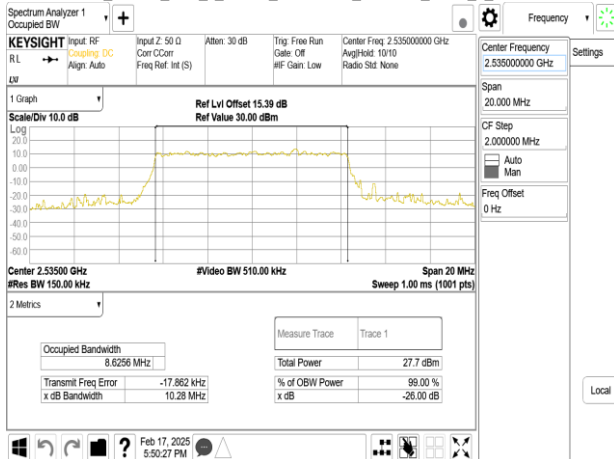 Spectrum Analyzer 1
Occupied BW
+
Frequency
KEYSIGHT
Input: RF
Coupling: DC
Align: Auto
RL
LXI
Input Z: 50 Ω
Corr CCorr
Freq Ref: Int (S)
Atten: 30 dB
Trig: Free Run
Gate: Off
#IF Gain: Low
Center Freq: 2.535000000 GHz
Avg|Hold: 10/10
Radio Std: None
Center Frequency
2.535000000 GHz
Settings
Span
20.000 MHz
CF Step
2.000000 MHz
Auto
Man
Freq Offset
0 Hz
Local
1 Graph
Scale/Div 10.0 dB
Ref Lvl Offset 15.39 dB
Ref Value 30.00 dBm
Log
20.0
10.0
0.00
-10.0
-20.0
-30.0
-40.0
-50.0
-60.0
Center 2.53500 GHz
#Res BW 150.00 kHz
#Video BW 510.00 kHz
Span 20 MHz
Sweep 1.00 ms (1001 pts)
2 Metrics
Measure Trace Trace 1
Occupied Bandwidth
8.6256 MHz
Total Power 27.7 dBm
Transmit Freq Error -17.862 kHz
% of OBW Power 99.00 %
x dB Bandwidth 10.28 MHz
x dB -26.00 dB
?
Feb 17, 2025
5:50:27 PM